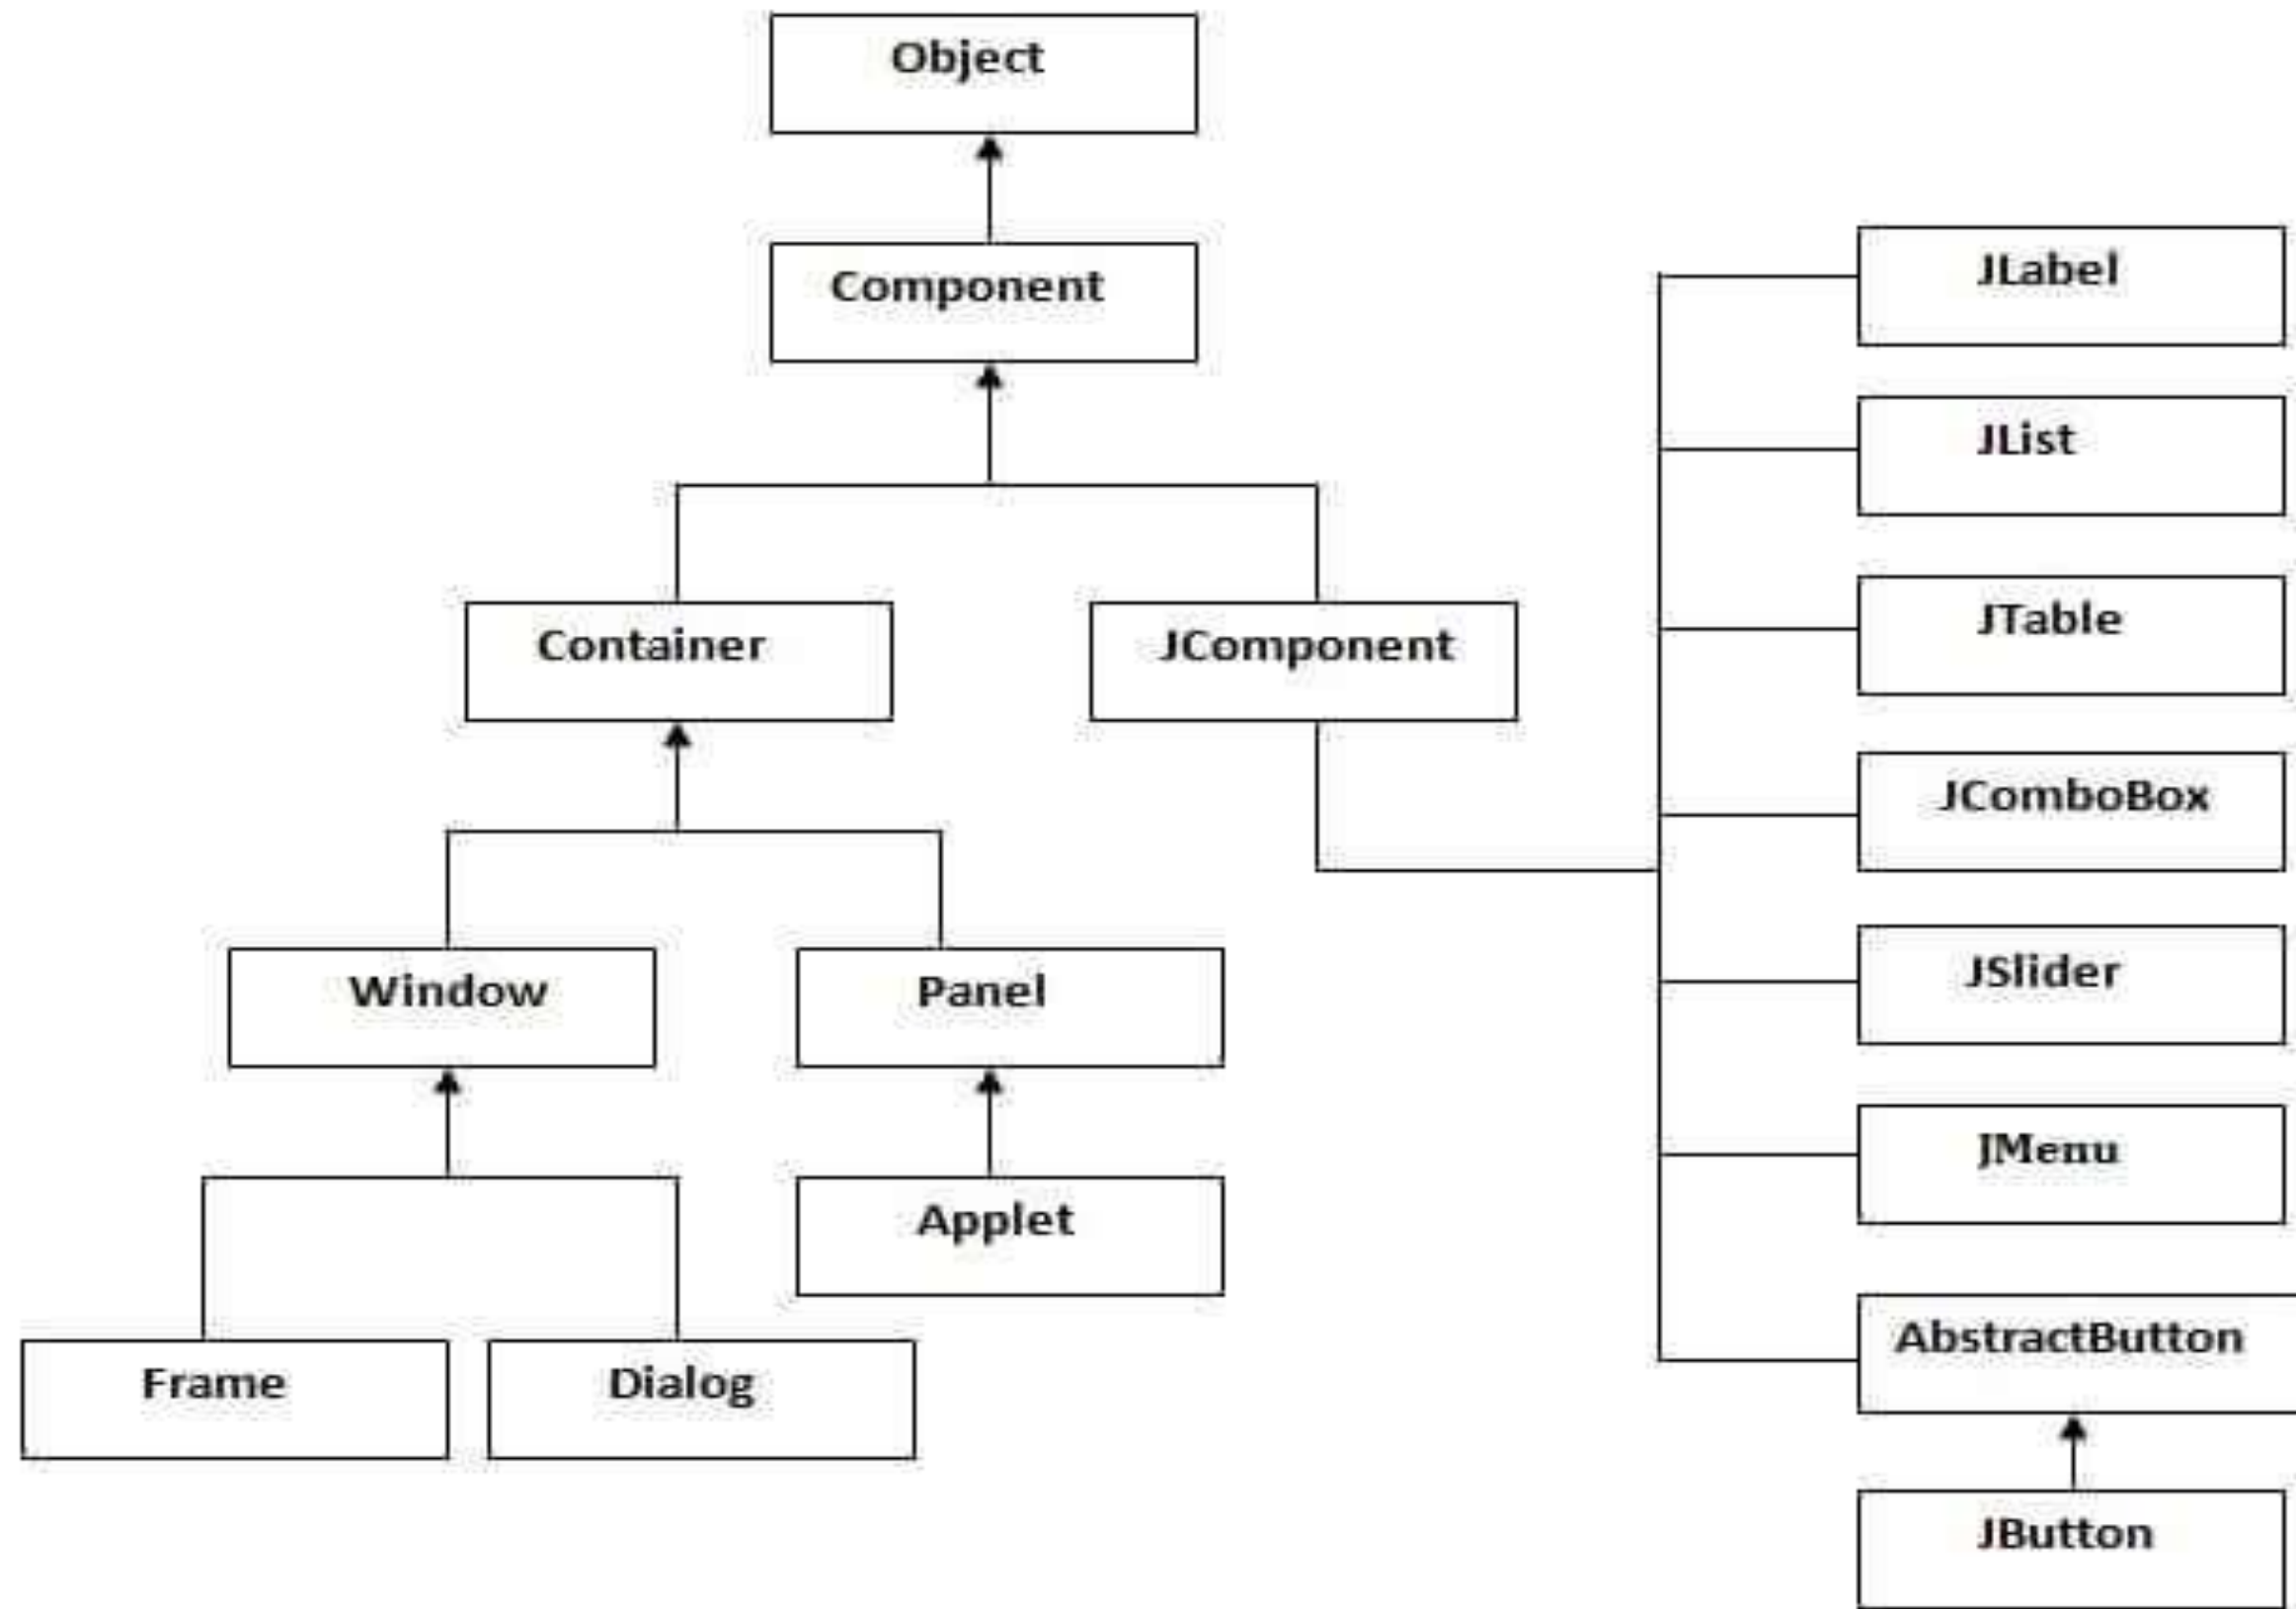 Object
Component
Container
JComponent
Window
Panel
Applet
Frame
Dialog
JLabel
JList
JTable
JComboBox
JSlider
JMenu
AbstractButton
JButton